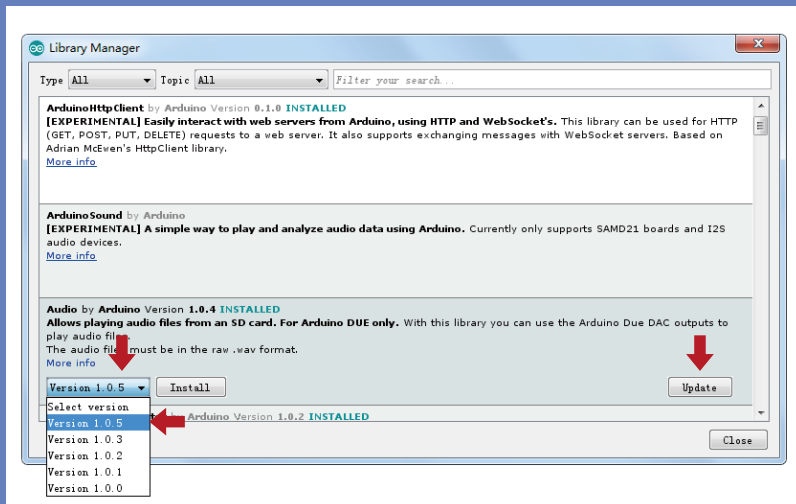 Library Manager
Type All Topic All Filter your search...
ArduinoHttpClient by Arduino Version 0.1.0 INSTALLED
[EXPERIMENTAL] Easily interact with web servers from Arduino, using HTTP and WebSocket's. This library can be used for HTTP
(GET, POST, PUT, DELETE) requests to a web server. It also supports exchanging messages with WebSocket servers. Based on
Adrian McEwen's HttpClient library.
More info
ArduinoSound by Arduino
[EXPERIMENTAL] A simple way to play and analyze audio data using Arduino. Currently only supports SAMD21 boards and I2S
audio devices.
More info
Audio by Arduino Version 1.0.4 INSTALLED
Allows playing audio files from an SD card. For Arduino DUE only. With this library you can use the Arduino Due DAC outputs to
play audio
The audio must be in the raw .wav format.
More info
Version 1.0.5 Install Update
Select version
by Arduino Version 1.0.2 INSTALLED
Version 1.0.5
Version 1.0.3
Version 1.0.2
Version 1.0.1
Version 1.0.0
Close